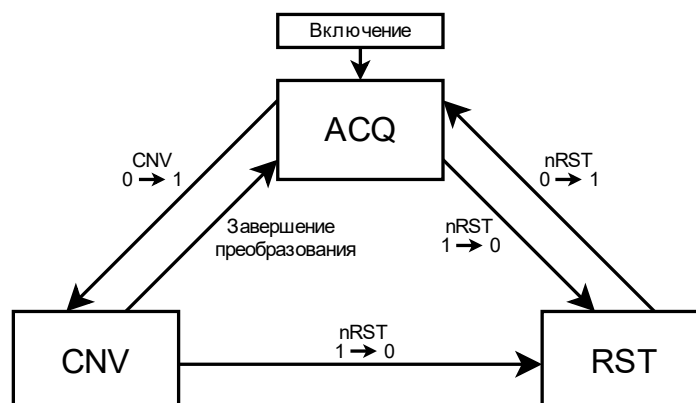 Включение
ACQ
CNV
0 → 1
nRST
0 → 1
Завершение
преобразования
nRST
1 → 0
CNV
nRST
1 → 0
RST